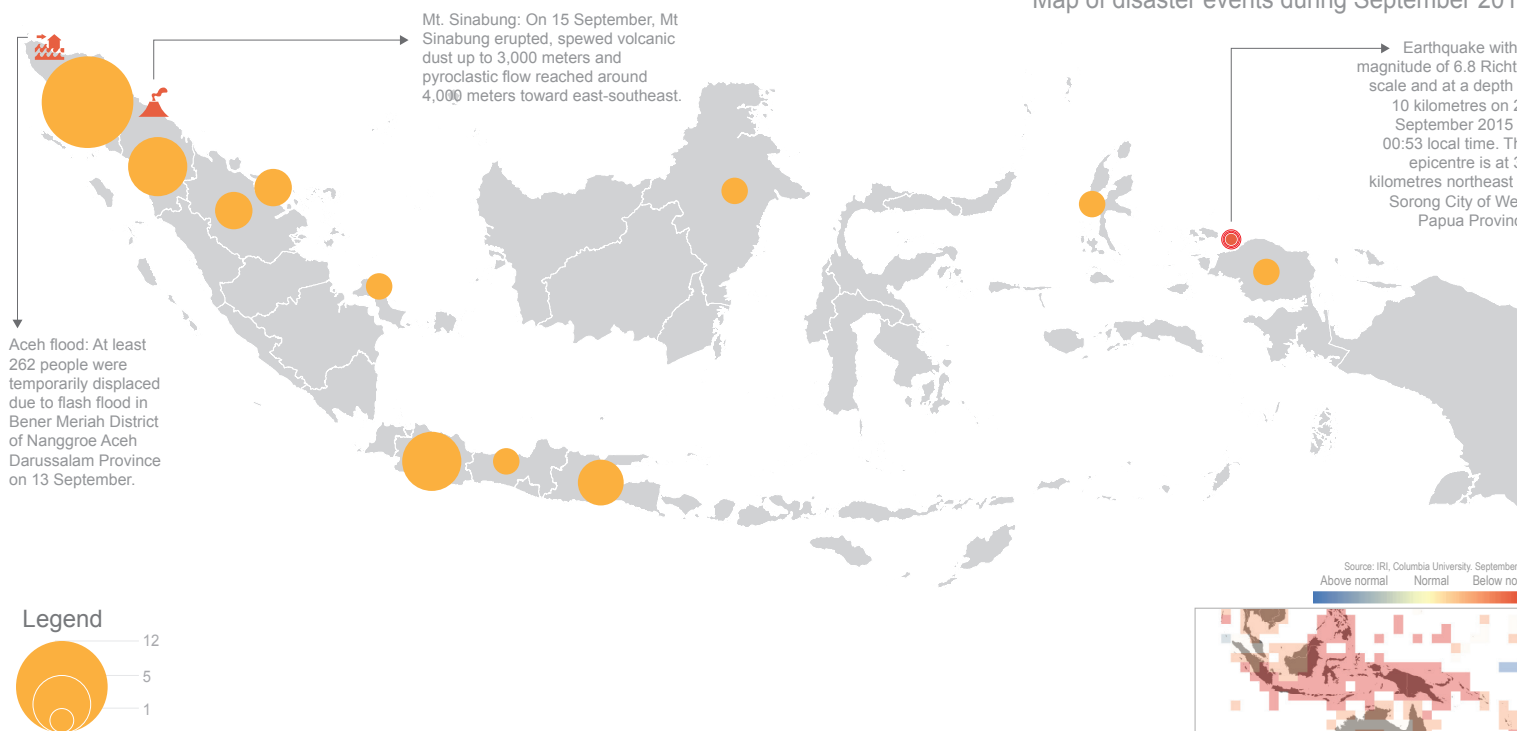 Map of disaster events during September 201
Mt. Sinabung: On 15 September, Mt
Sinabung erupted, spewed volcanic
dust up to 3,000 meters and
pyroclastic flow reached around
4,000 meters toward east-southeast.
Earthquake with
magnitude of 6.8 Richt
scale and at a depth
10 kilometres on 2
September 2015
00:53 local time. Th
epicentre is at 3
kilometres northeast
Sorong City of We
Papua Provinc
Aceh flood: At least
262 people were
temporarily displaced
due to flash flood in
Bener Meriah District
of Nanggroe Aceh
Darussalam Province
on 13 September.
Source: IRI, Columbia University. September
Above normal Normal Below no
Legend
12
5
1